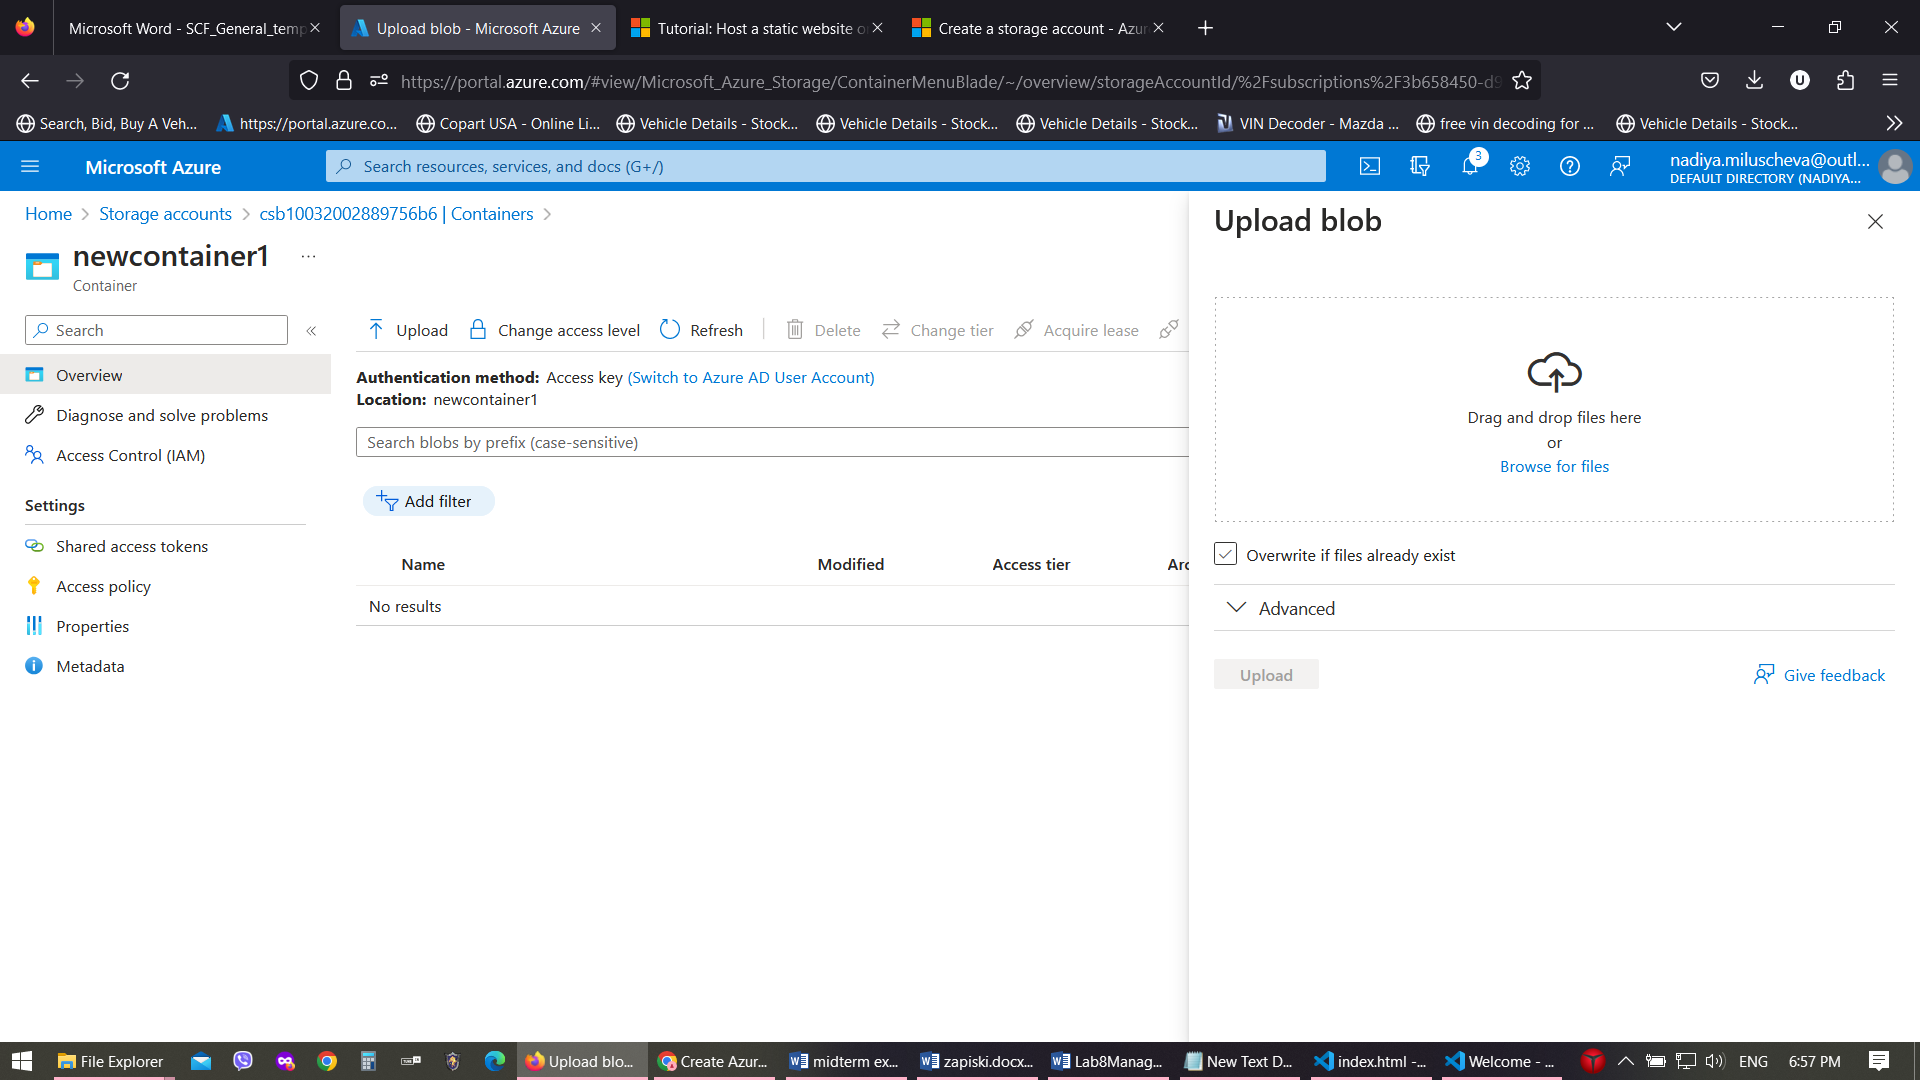 Microsoft Word - SCF_General_temp
Upload blob - Microsoft Azure
Tutorial: Host a static website o
Create a storage account - Azur
https://portal.azure.com/#view/Microsoft_Azure_Storage/ContainerMenuBlade/~/overview/storageAccountId/%2Fsubscriptions%2F3b658450-d9
Search, Bid, Buy A Veh...
https://portal.azure.co...
Copart USA - Online Li...
Vehicle Details - Stock...
Vehicle Details - Stock...
Vehicle Details - Stock...
VIN Decoder - Mazda ...
free vin decoding for ...
Vehicle Details - Stock...
Microsoft Azure
Search resources, services, and docs (G+/)
3
nadiya.miluscheva@outl...
DEFAULT DIRECTORY (NADIYA...
Home > Storage accounts > csb10032002889756b6 | Containers >
newcontainer1
...
Container
Search
Overview
Diagnose and solve problems
Access Control (IAM)
Settings
Shared access tokens
Access policy
Properties
Metadata
Upload
Change access level
Refresh
Delete
Change tier
Acquire lease
Authentication method: Access key (Switch to Azure AD User Account)
Location: newcontainer1
Search blobs by prefix (case-sensitive)
Add filter
Name
Modified
Access tier
Arc
No results
Upload blob
Drag and drop files here
or
Browse for files
Overwrite if files already exist
Advanced
Upload
Give feedback
File Explorer
Upload blo...
Create Azur...
midterm ex...
zapiski.docx...
Lab8Manag...
New Text D...
index.html -...
Welcome - ...
ENG
6:57 PM